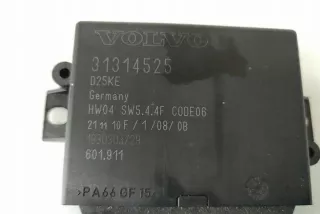 VOLVO
31314525
D25KE
Germany
HW04 SW5.4.4F CODE06
21 11 10 F / 1 / 08 / 08
601.911
>PA66 GF15<